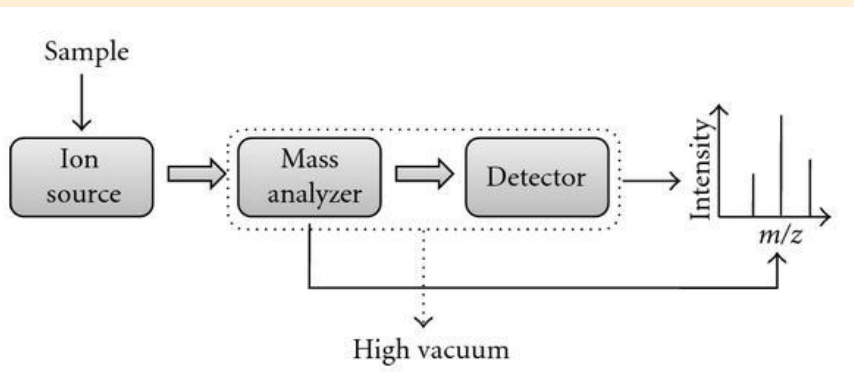 Sample
Ion
source
Mass
analyzer
Detector
Intensity
m/z
High vacuum